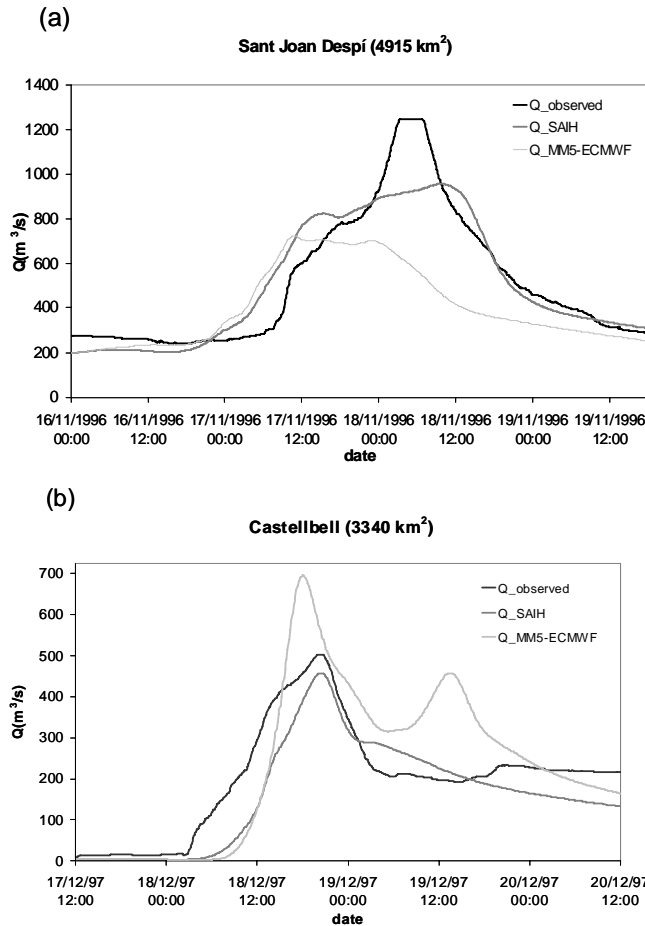 (a)
Sant Joan Despí (4915 km²)
1400
1200
1000
800
600
400
200
0
Q(m³/s)
Q_observed
Q_SAIH
Q_MM5-ECMWF
16/11/1996 16/11/1996 17/11/1996 17/11/1996 18/11/1996 18/11/1996 19/11/1996 19/11/1996
00:00 12:00 00:00 12:00 00:00 12:00 00:00 12:00
date
(b)
Castellbell (3340 km²)
700
600
500
400
300
200
100
0
Q(m³/s)
Q_observed
Q_SAIH
Q_MM5-ECMWF
17/12/97 18/12/97 18/12/97 19/12/97 19/12/97 20/12/97 20/12/97
12:00 00:00 12:00 00:00 12:00 00:00 12:00
date